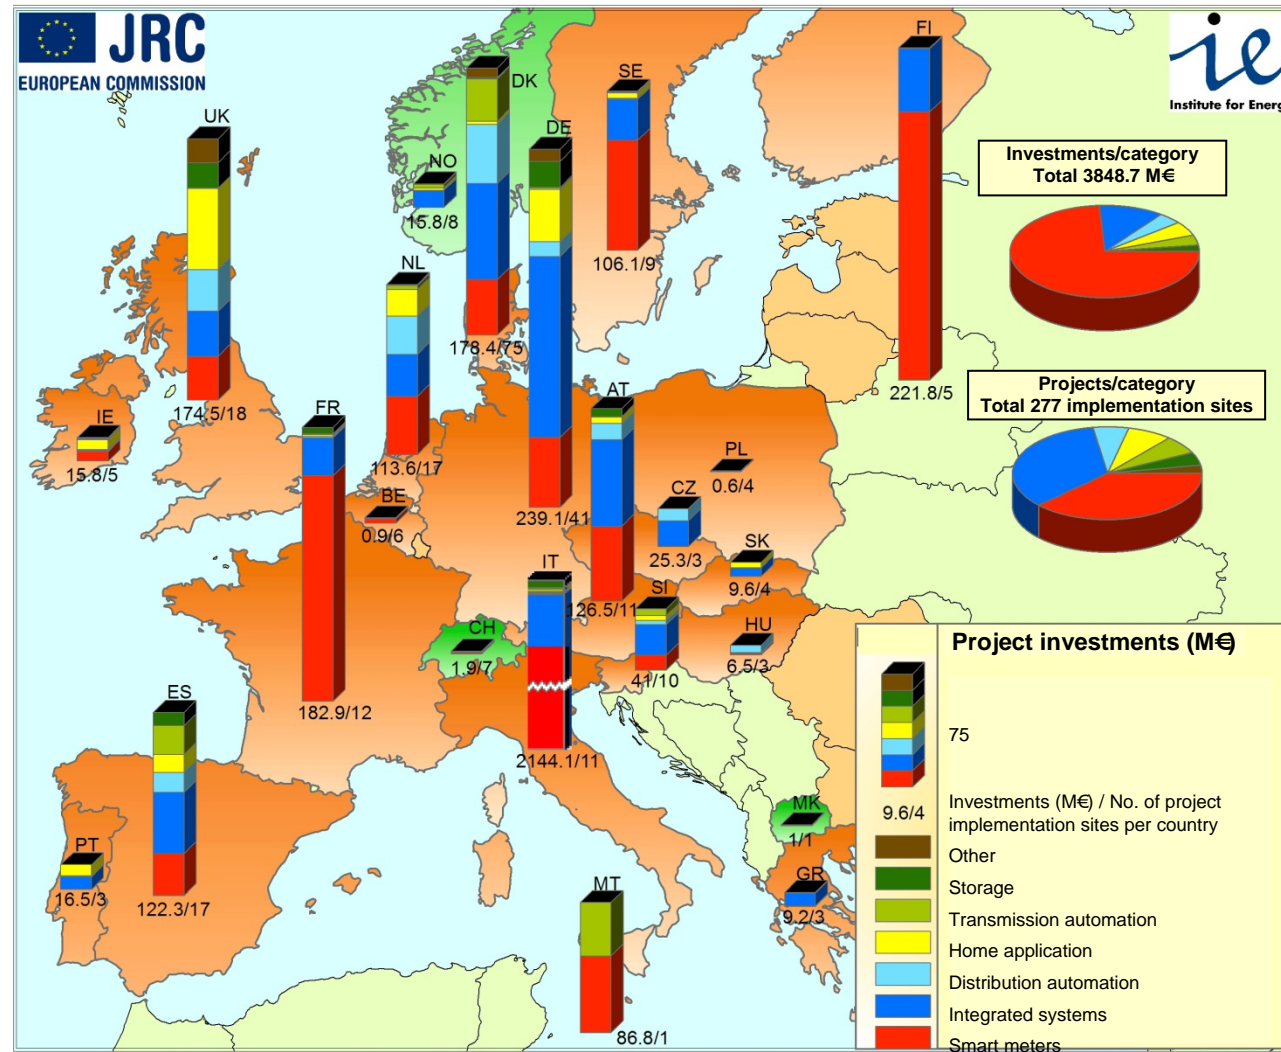 JRC
EUROPEAN COMMISSION
ie
Institute for Energ
FI
DK
SE
UK
DE
NO
Investments/category
Total 3848.7 M€
15.8/8
106.1/9
NL
178.4/75
221.8/5
Projects/category
Total 277 implementation sites
174.5/18
FR
AT
IE
15.8/5
113.6/17
PL
0.6/4
BE
0.9/6
CZ
239.1/41
25.3/3
SK
9.6/4
IT
126.5/11
SI
CH
1.9/7
HU
6.5/3
41/10
182.9/12
ES
2144.1/11
PT
16.5/3
122.3/17
MK
1/1
MT
GR
9.2/3
86.8/1
Project investments (M€)
75
9.6/4
Investments (M€) / No. of project
implementation sites per country
Other
Storage
Transmission automation
Home application
Distribution automation
Integrated systems
Smart meters